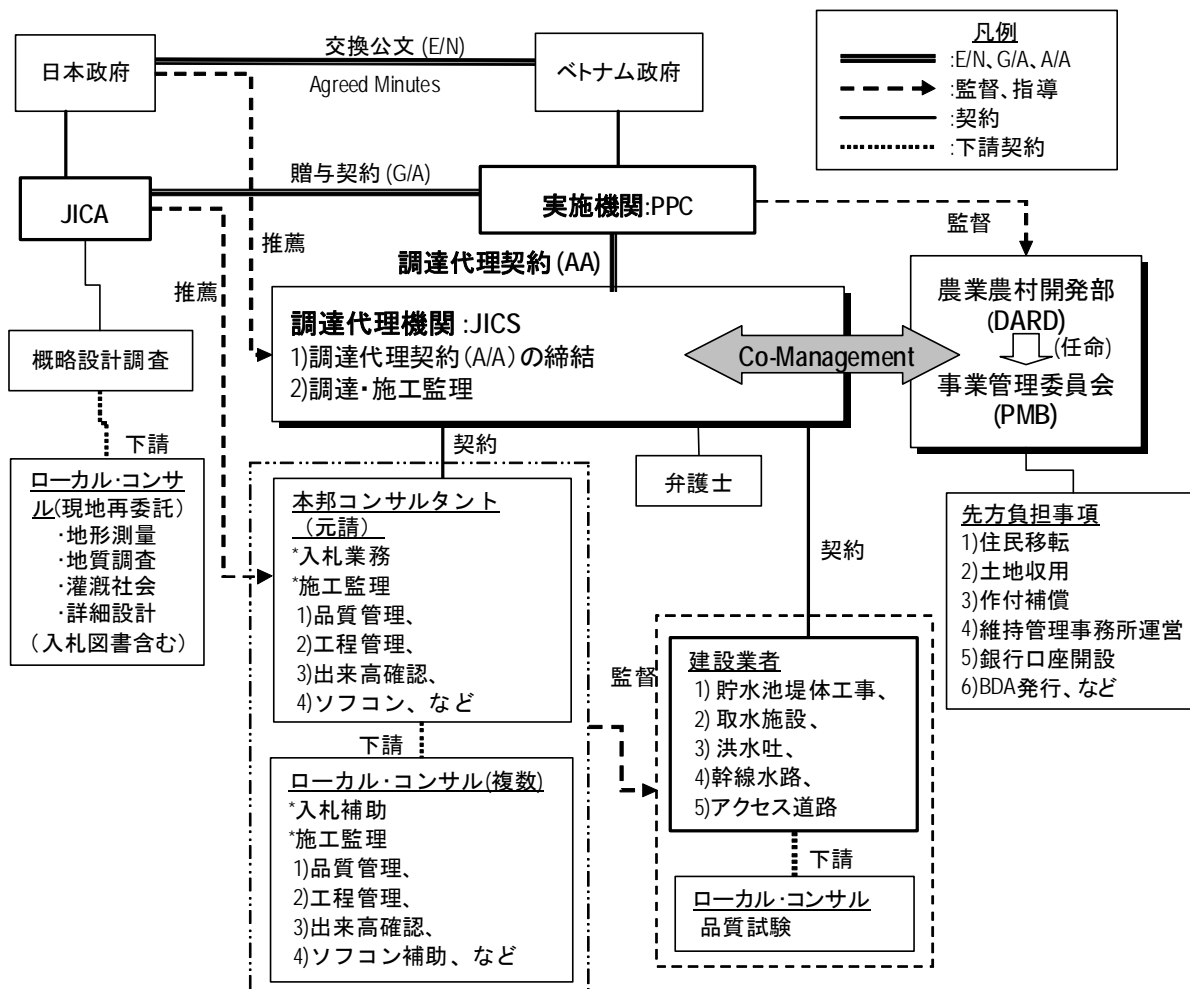 交換公文 (E/N)
Agreed Minutes
日本政府
ベトナム政府
凡例
:E/N、G/A、A/A
:監督、指導
:契約
:下請契約
贈与契約 (G/A)
JICA
実施機関:PPC
推薦
推薦
調達代理契約 (AA)
監督
調達代理機関 :JICS
1)調達代理契約(A/A)の締結
2)調達・施工監理
Co-Management
農業農村開発部
(DARD)
(任命)
事業管理委員会
(PMB)
概略設計調査
下請
ローカル・コンサ
ル(現地再委託)
・地形測量
・地質調査
・灌漑社会
・詳細設計
(入札図書含む)
契約
弁護士
契約
本邦コンサルタント
(元請)
*入札業務
*施工監理
1)品質管理、
2)工程管理、
3)出来高確認、
4)ソフコン、など
下請
ローカル・コンサル(複数)
*入札補助
*施工監理
1)品質管理、
2)工程管理、
3)出来高確認、
4)ソフコン補助、など
監督
建設業者
1) 貯水池堤体工事、
2) 取水施設、
3) 洪水吐、
4)幹線水路、
5)アクセス道路
下請
ローカル・コンサル
品質試験
先方負担事項
1)住民移転
2)土地収用
3)作付補償
4)維持管理事務所運営
5)銀行口座開設
6)BDA発行、など